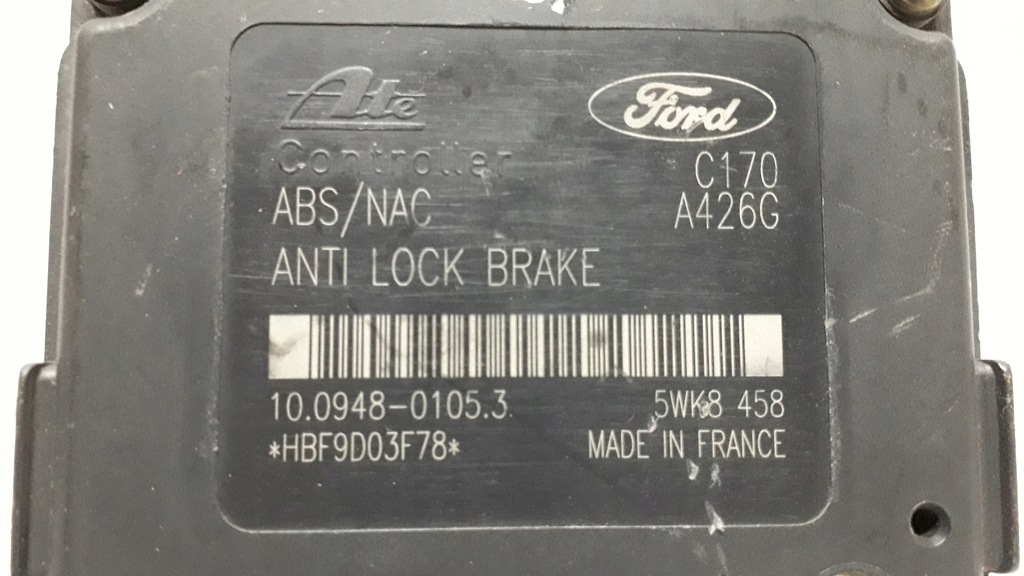 Ate
Ford
Controller
C170
ABS/NAC
A426G
ANTI LOCK BRAKE
10.0948-0105.3
5WK8 458
*HBF9D03F78*
MADE IN FRANCE